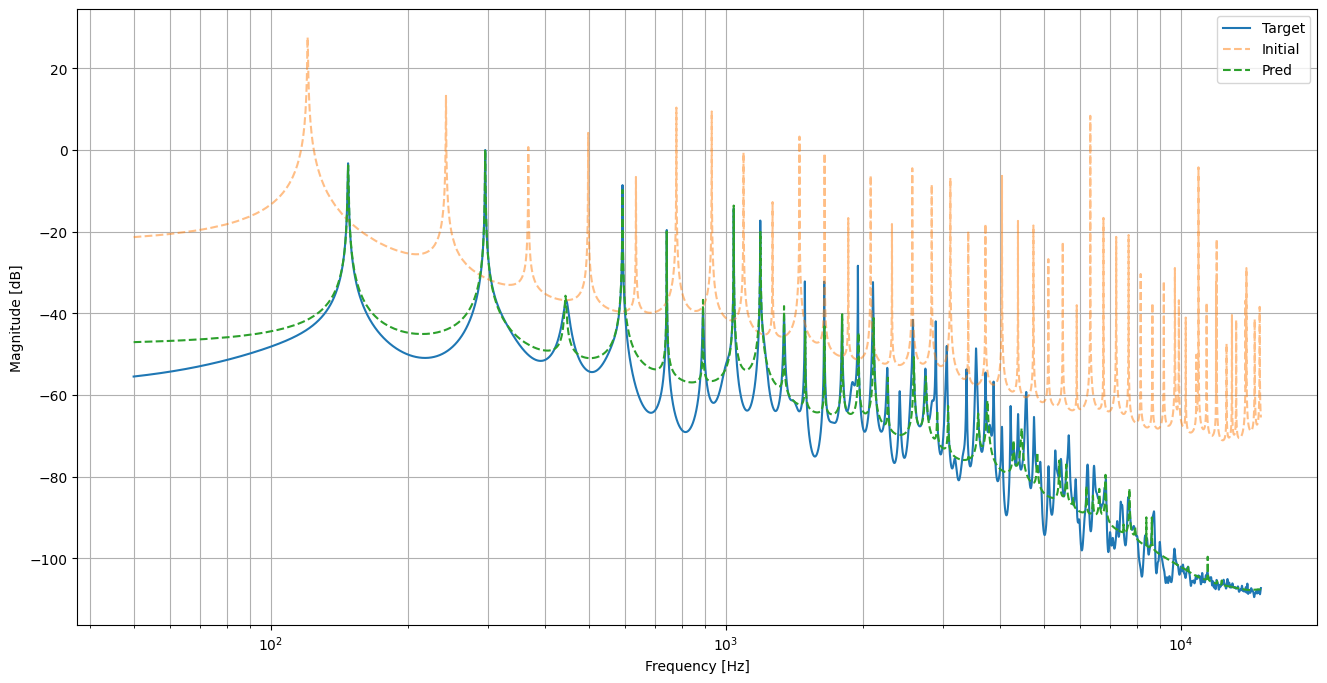 Target
Initial
Pred
Magnitude [dB]
20
0
−20
−40
−60
−80
−100
10²
10³
10⁴
Frequency [Hz]